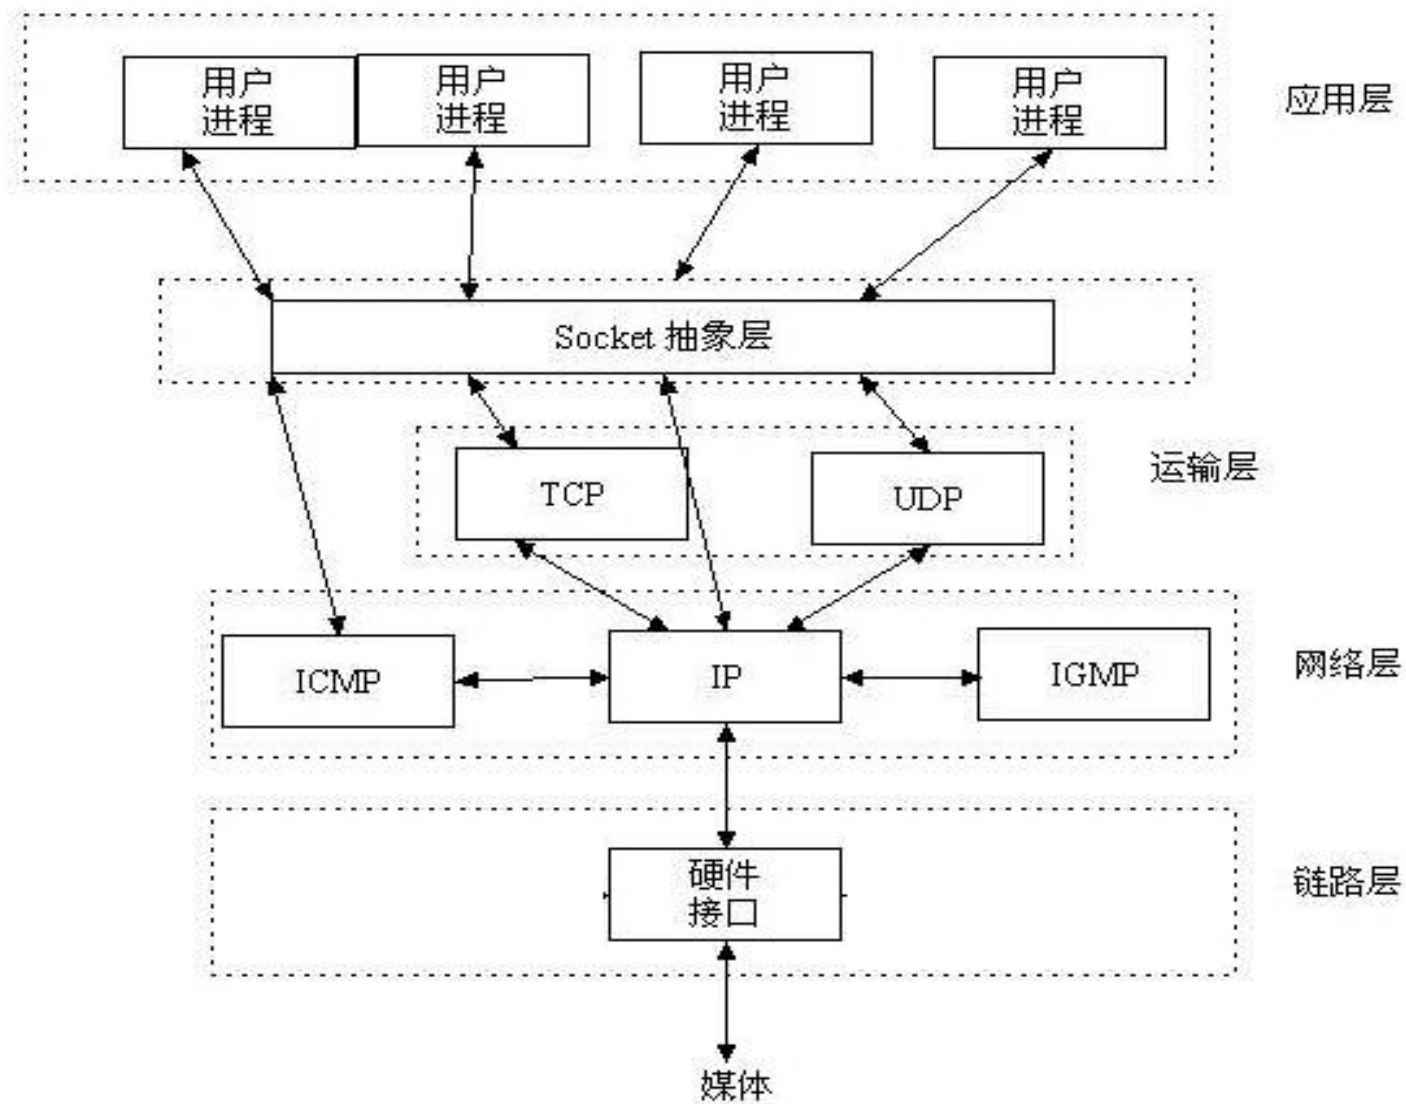 用户
进程
用户
进程
用户
进程
用户
进程
应用层
Socket 抽象层
运输层
TCP
UDP
网络层
ICMP
IP
IGMP
链路层
硬件
接口
媒体